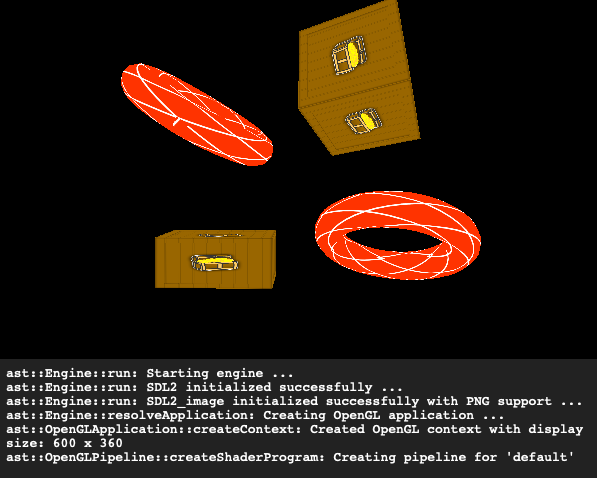 ast::Engine::run: Starting engine ...
ast::Engine::run: SDL2 initialized successfully ...
ast::Engine::run: SDL2_image initialized successfully with PNG support ...
ast::Engine::resolveApplication: Creating OpenGL application ...
ast::OpenGLApplication::createContext: Created OpenGL context with display
size: 600 x 360
ast::OpenGLPipeline::createShaderProgram: Creating pipeline for 'default'